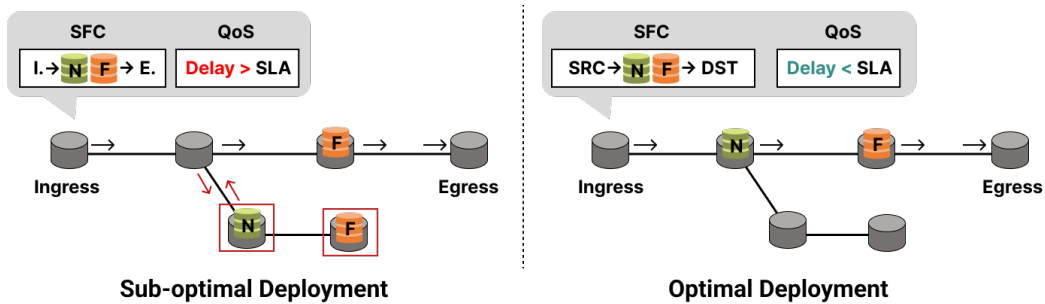 SFC
QoS
I.→ N F → E.
Delay > SLA
F
Ingress
Egress
N
F
Sub-optimal Deployment
SFC
QoS
SRC→ N F → DST
Delay < SLA
N
F
Ingress
Egress
Optimal Deployment